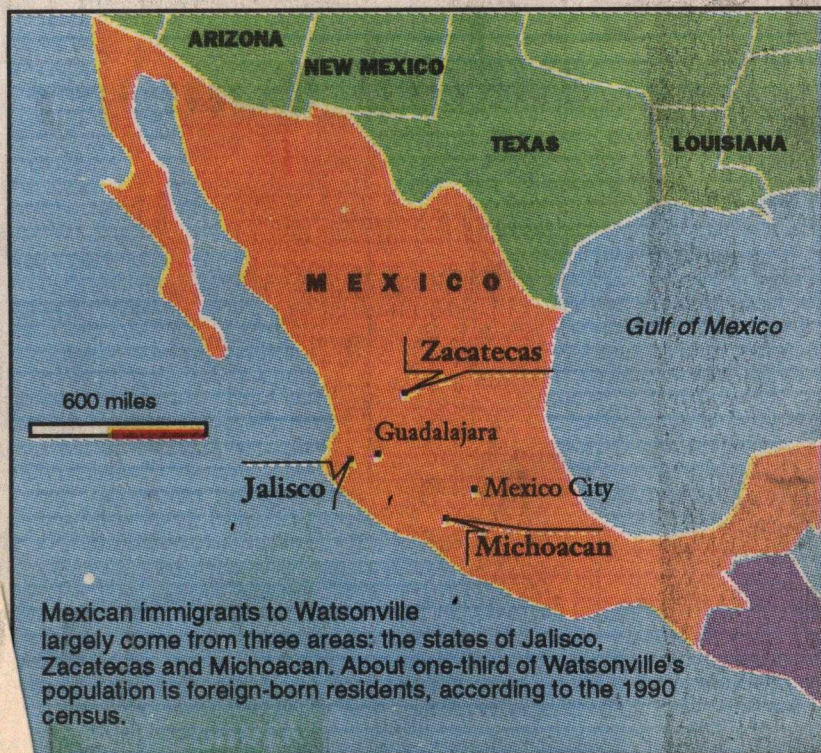 ARIZONA
NEW MEXICO
TEXAS
LOUISIANA
MEXICO
Gulf of Mexico
Zacatecas
600 miles
Guadalajara
Jalisco
Mexico City
Michoacan
Mexican immigrants to Watsonville
largely come from three areas: the states of Jalisco,
Zacatecas and Michoacan. About one-third of Watsonville's
population is foreign-born residents, according to the 1990
census.